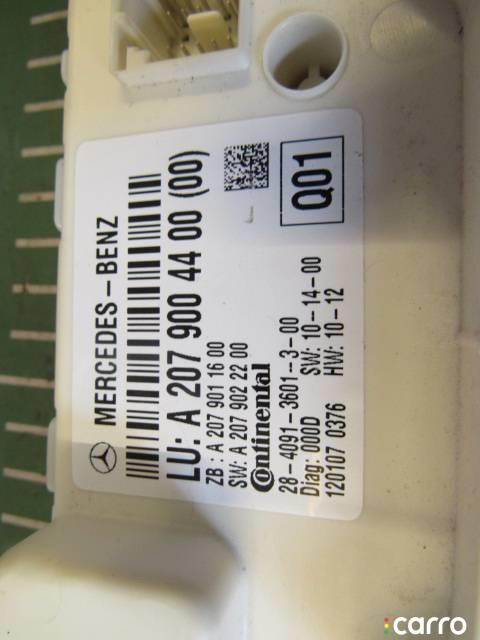 MERCEDES-BENZ
LU: A 207 900 44 00 (00)
ZB : A 207 901 16 00
SW: A 207 902 22 00
Q01
Continental
28-4091-3601-3-00
Diag: 000D SW: 10-14-00
120107 0376 HW: 10-12
carro